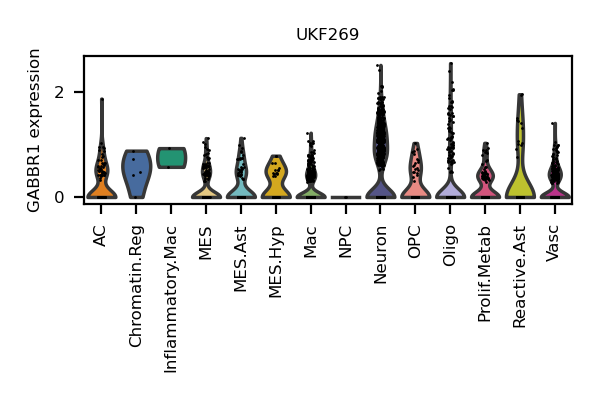 UKF269
GABBR1 expression
2
0
AC
Chromatin.Reg
Inflammatory.Mac
MES
MES.Ast
MES.Hyp
Mac
NPC
Neuron
OPC
Oligo
Prolif.Metab
Reactive.Ast
Vasc